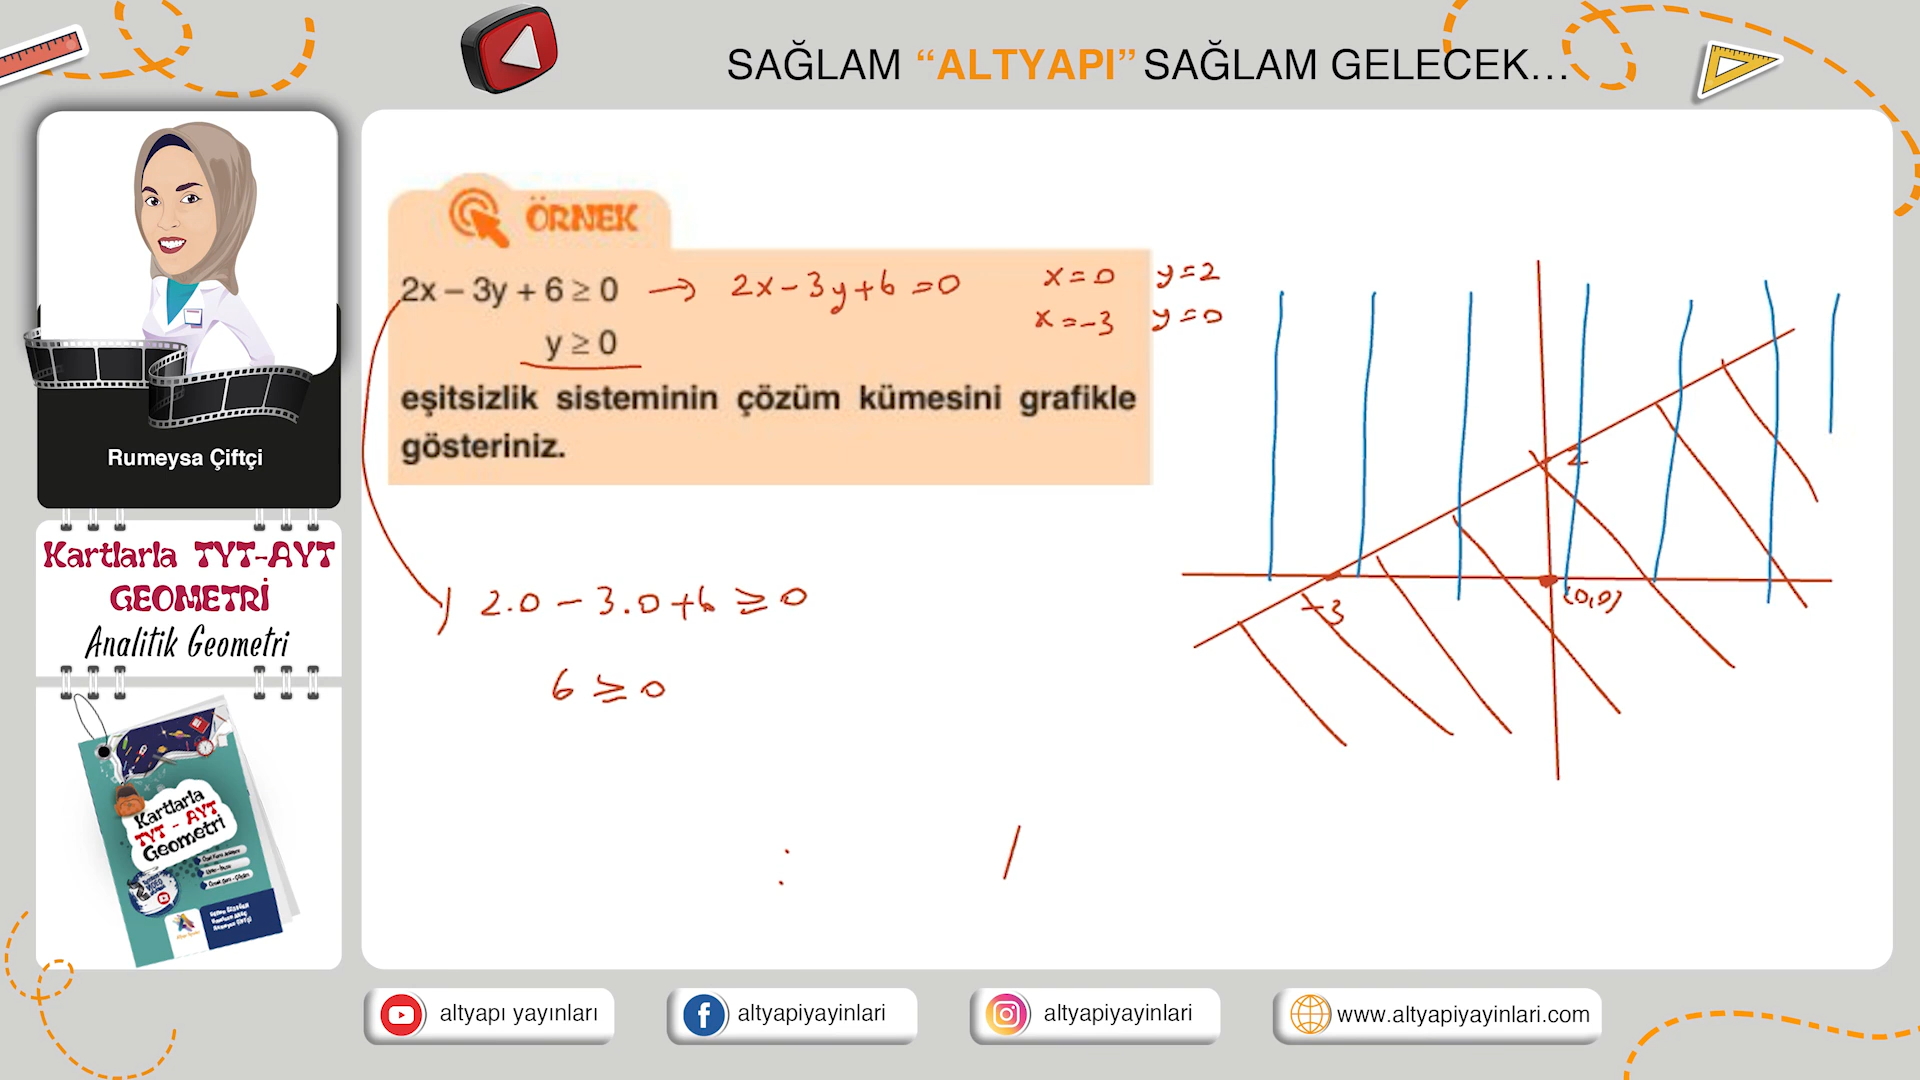 SAĞLAM “ALTYAPI” SAĞLAM GELECEK...
Rumeysa Çiftçi
Kartlarla TYT-AYT
GEOMETRİ
Analitik Geometri
Kartlarla
TYT - AYT
Geometri
ÖRNEK
2x – 3y + 6 ≥ 0 → 2x-3y+6=0
x=0 y=2
x=-3 y=0
y ≥ 0
eşitsizlik sisteminin çözüm kümesini grafikle
gösteriniz.
2.0 - 3.0+6 ≥ 0
6 ≥ 0
2
-3
(0,0)
altyapı yayınları
altyapiyayinlari
altyapiyayinlari
www.altyapiyayinlari.com